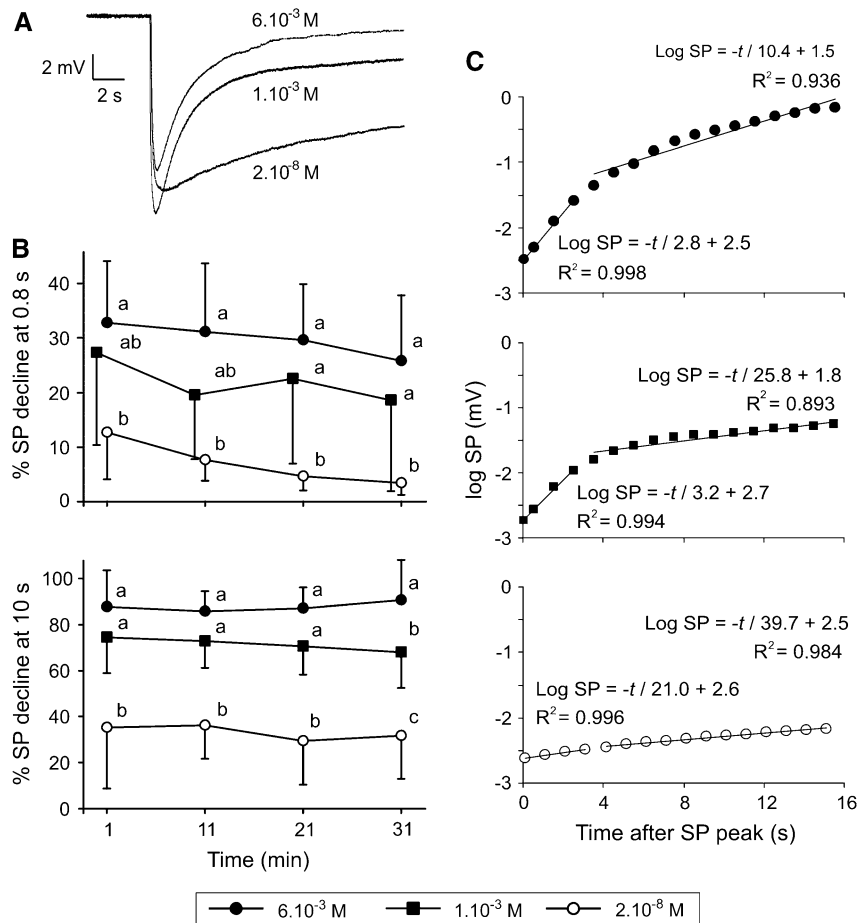 A
6.10⁻³ M
1.10⁻³ M
2.10⁻⁸ M
2 mV
2 s
B
% SP decline at 0.8 s
40
30
20
10
0
a
a
a
a
ab
ab
a
a
b
b
b
b
% SP decline at 10 s
100
80
60
40
20
0
a
a
a
a
a
a
a
b
b
b
b
c
1
11
21
31
Time (min)
C
Log SP = -t / 10.4 + 1.5
R² = 0.936
0
-1
-2
-3
Log SP = -t / 2.8 + 2.5
R² = 0.998
log SP (mV)
0
-1
-2
-3
Log SP = -t / 25.8 + 1.8
R² = 0.893
Log SP = -t / 3.2 + 2.7
R² = 0.994
0
-1
-2
-3
Log SP = -t / 39.7 + 2.5
R² = 0.984
Log SP = -t / 21.0 + 2.6
R² = 0.996
0
4
8
12
16
Time after SP peak (s)
6.10⁻³ M
1.10⁻³ M
2.10⁻⁸ M